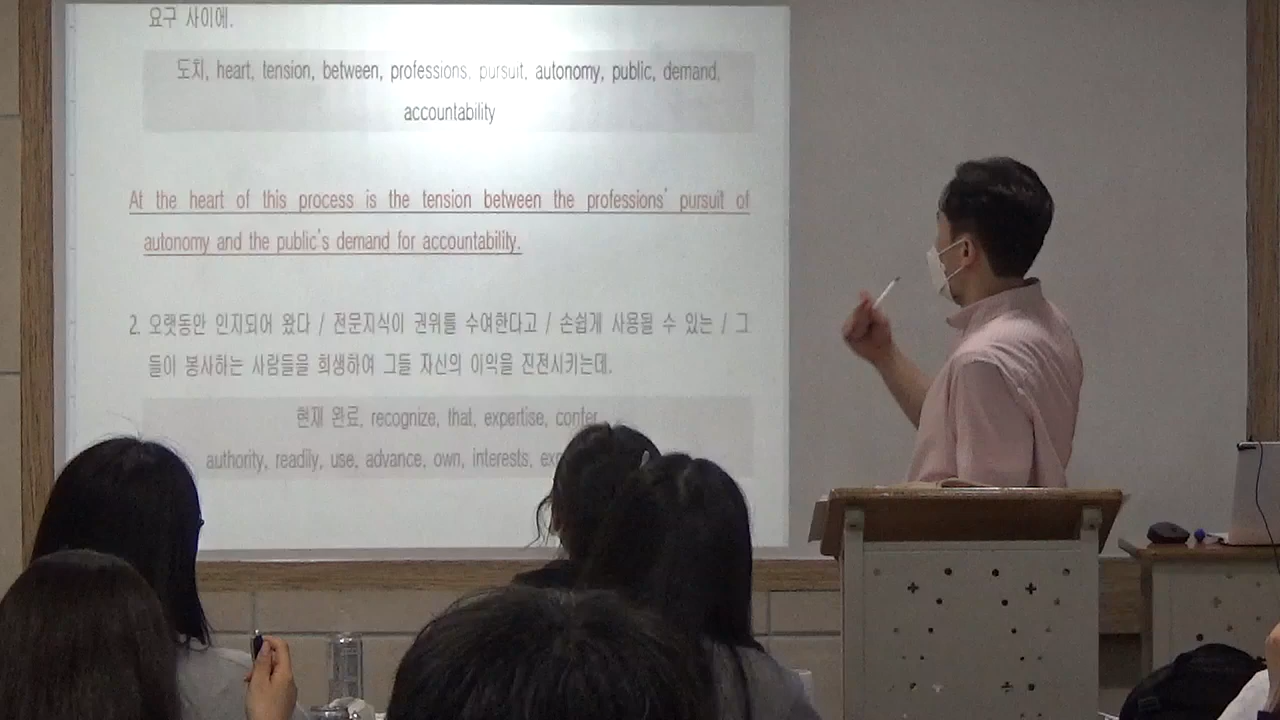 요구 사이에.
도치, heart, tension, between, professions, pursuit, autonomy, public, demand,
accountability
At the heart of this process is the tension between the professions' pursuit of
autonomy and the public's demand for accountability.
2. 오랫동안 인지되어 왔다 / 전문지식이 권위를 수여한다고 / 손쉽게 사용될 수 있는 / 그
들이 봉사하는 사람들을 희생하여 그들 자신의 이익을 진전시키는데.
현재 완료, recognize, that, expertise, confer,
authority, readily, use, advance, own, interests,